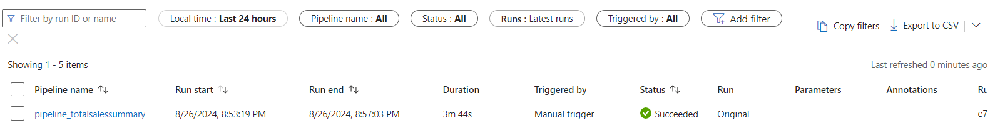 Filter by run ID or name
Local time : Last 24 hours
Pipeline name : All
Status : All
Runs : Latest runs
Triggered by : All
Add filter
Copy filters
Export to CSV
Showing 1 - 5 items
Last refreshed 0 minutes ago
Pipeline name Run start Run end Duration Triggered by Status Run Parameters Annotations Ru
pipeline_totalsalessummary 8/26/2024, 8:53:19 PM 8/26/2024, 8:57:03 PM 3m 44s Manual trigger Succeeded Original e7